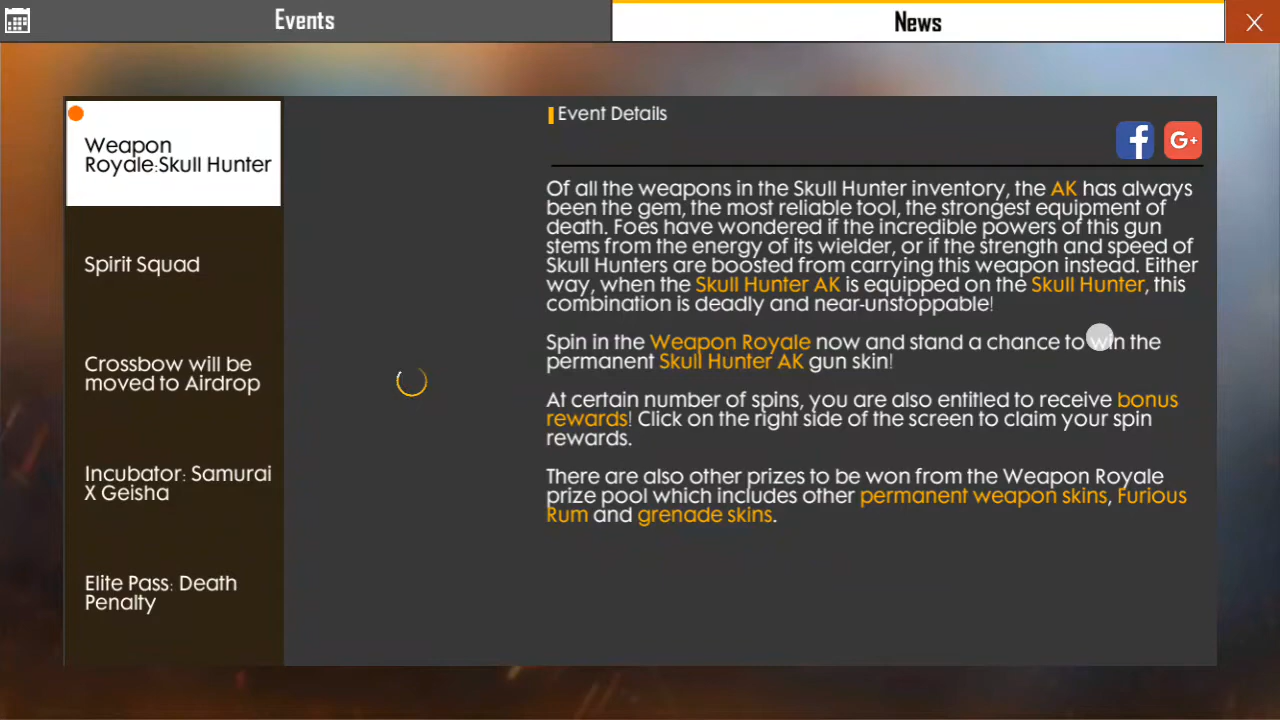 Events
News
Weapon
Royale:Skull Hunter
Spirit Squad
Crossbow will be
moved to Airdrop
Incubator: Samurai
X Geisha
Elite Pass: Death
Penalty
Event Details
f
G+
Of all the weapons in the Skull Hunter inventory, the AK has always
been the gem, the most reliable tool, the strongest equipment of
death. Foes have wondered if the incredible powers of this gun
stems from the energy of its wielder, or if the strength and speed of
Skull Hunters are boosted from carrying this weapon instead. Either
way, when the Skull Hunter AK is equipped on the Skull Hunter, this
combination is deadly and near-unstoppable!
Spin in the Weapon Royale now and stand a chance to win the
permanent Skull Hunter AK gun skin!
At certain number of spins, you are also entitled to receive bonus
rewards! Click on the right side of the screen to claim your spin
rewards.
There are also other prizes to be won from the Weapon Royale
prize pool which includes other permanent weapon skins, Furious
Rum and grenade skins.